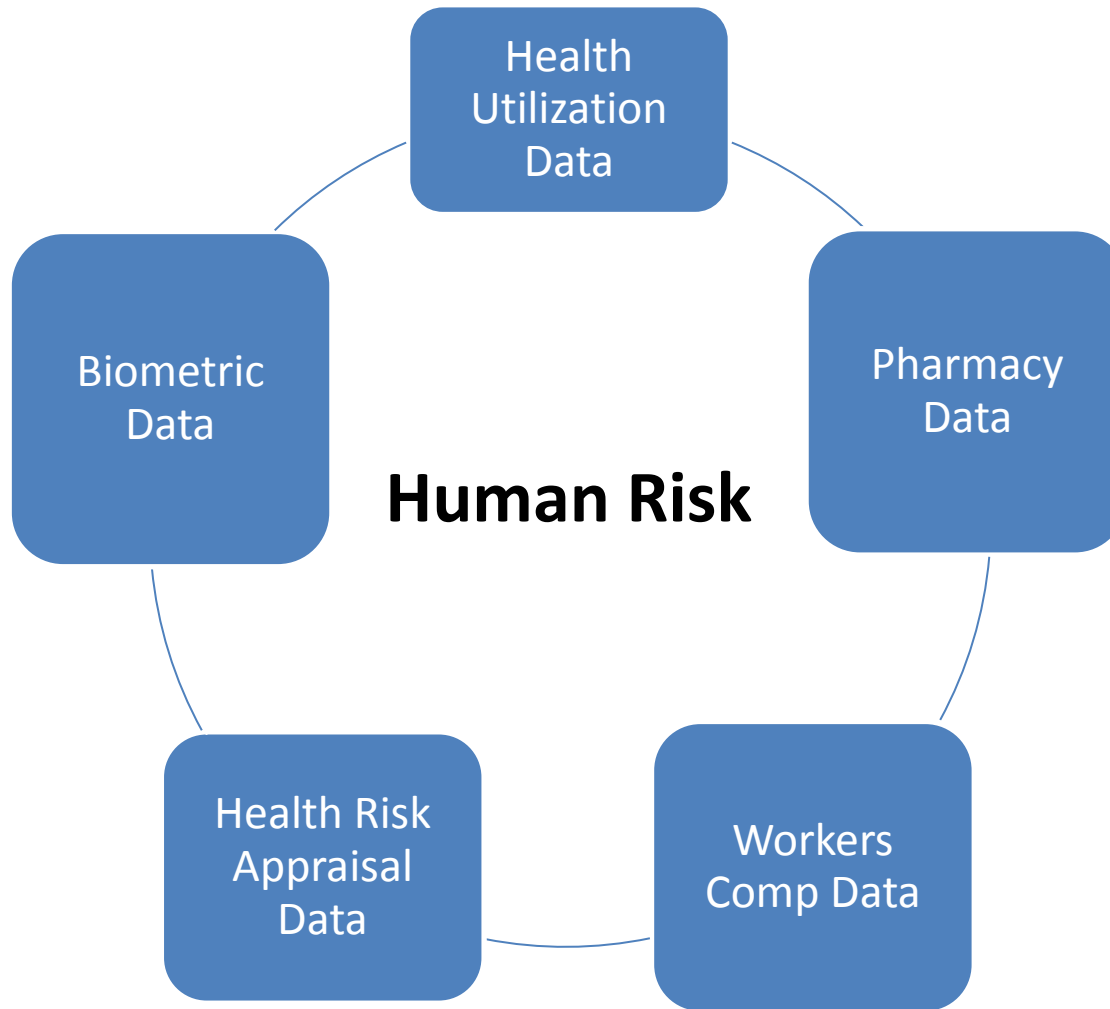 Health
Utilization
Data
Pharmacy
Data
Workers
Comp Data
Health Risk
Appraisal
Data
Biometric
Data
Human Risk